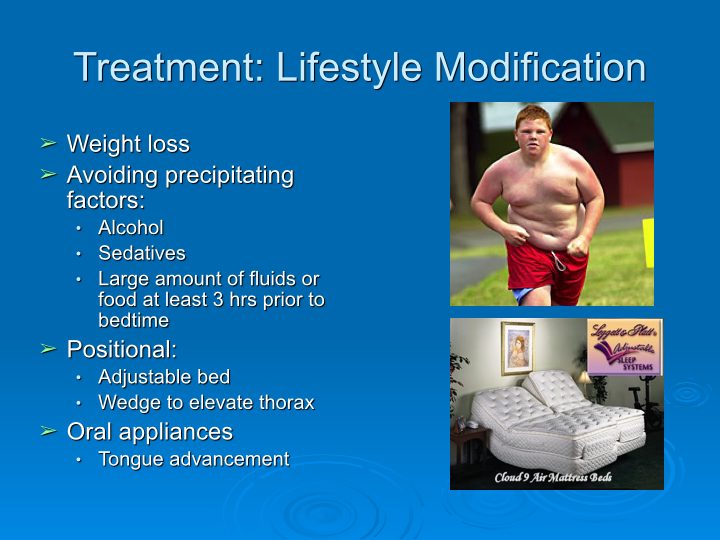 Treatment: Lifestyle Modification
➢ Weight loss
➢ Avoiding precipitating
factors:
• Alcohol
• Sedatives
• Large amount of fluids or
food at least 3 hrs prior to
bedtime
➢ Positional:
• Adjustable bed
• Wedge to elevate thorax
➢ Oral appliances
• Tongue advancement
Leggett & Platt
Adjustable
SLEEP
SYSTEMS
Cloud 9 Air Mattress Beds